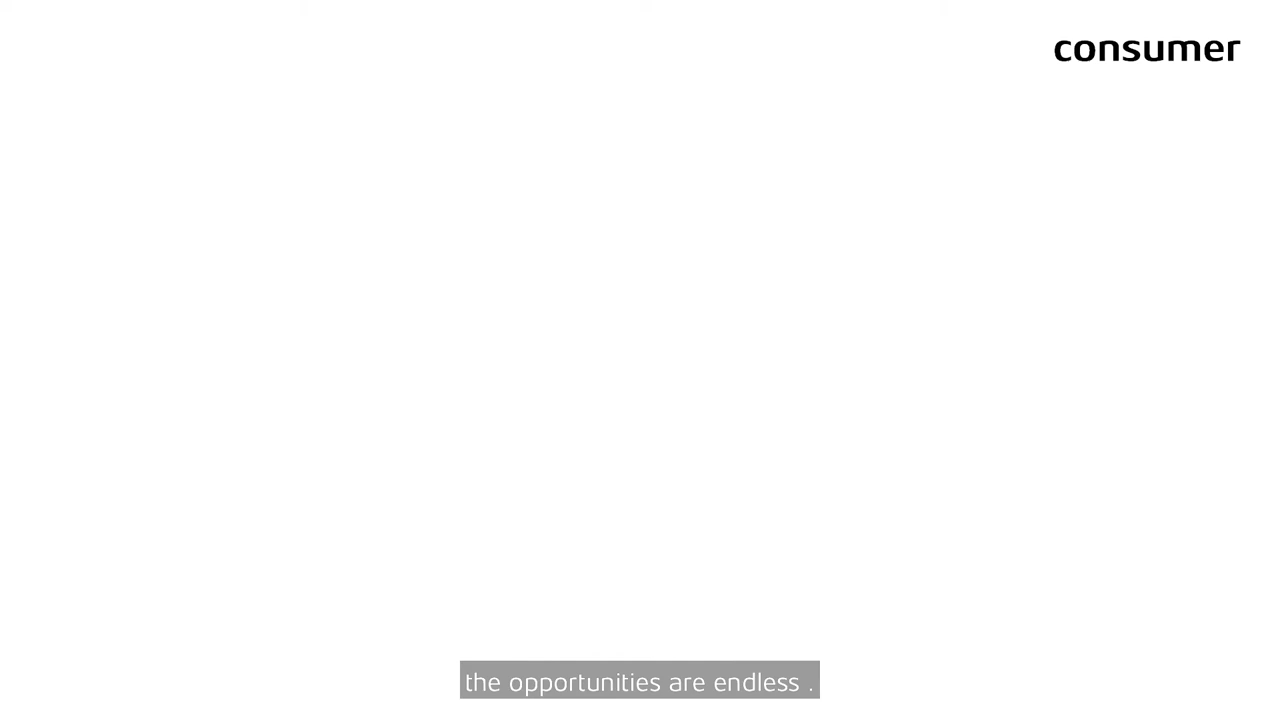 consumer
the opportunities are endless .